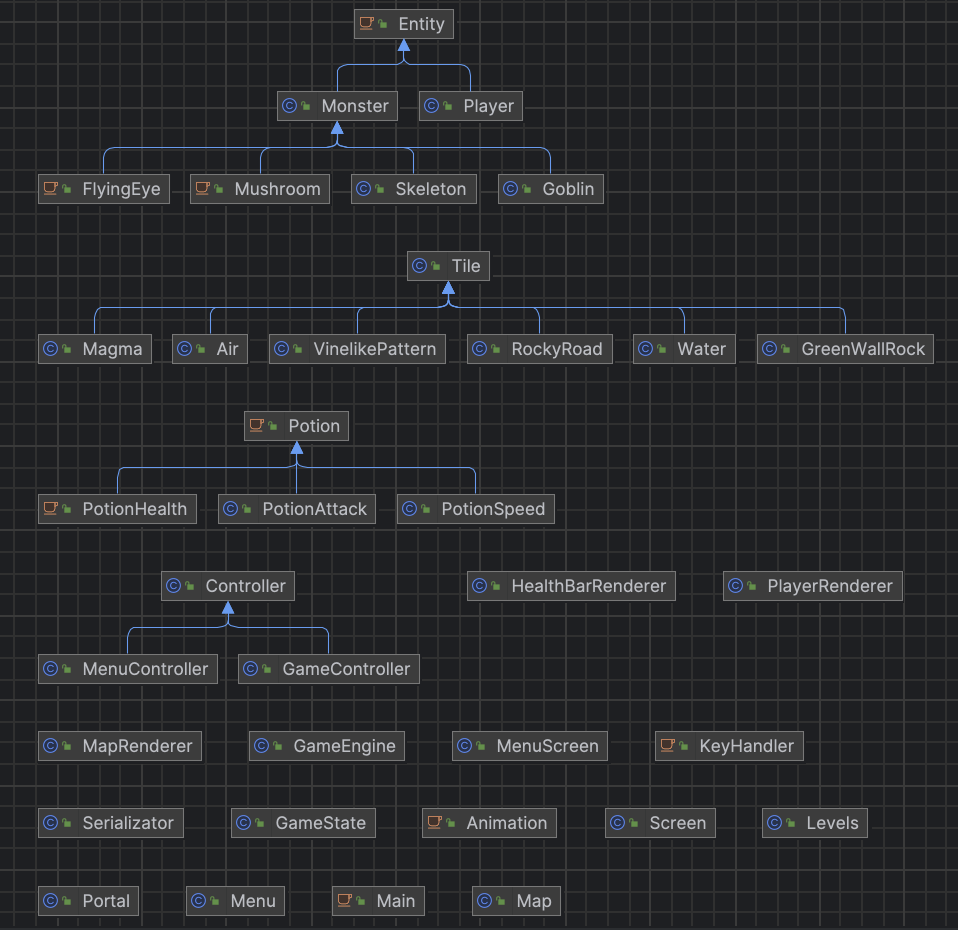 Entity
Monster Player
FlyingEye Mushroom Skeleton Goblin
Tile
Magma Air VinelikePattern RockyRoad Water GreenWallRock
Potion
PotionHealth PotionAttack PotionSpeed
Controller HealthBarRenderer PlayerRenderer
MenuController GameController
MapRenderer GameEngine MenuScreen KeyHandler
Serializator GameState Animation Screen Levels
Portal Menu Main Map